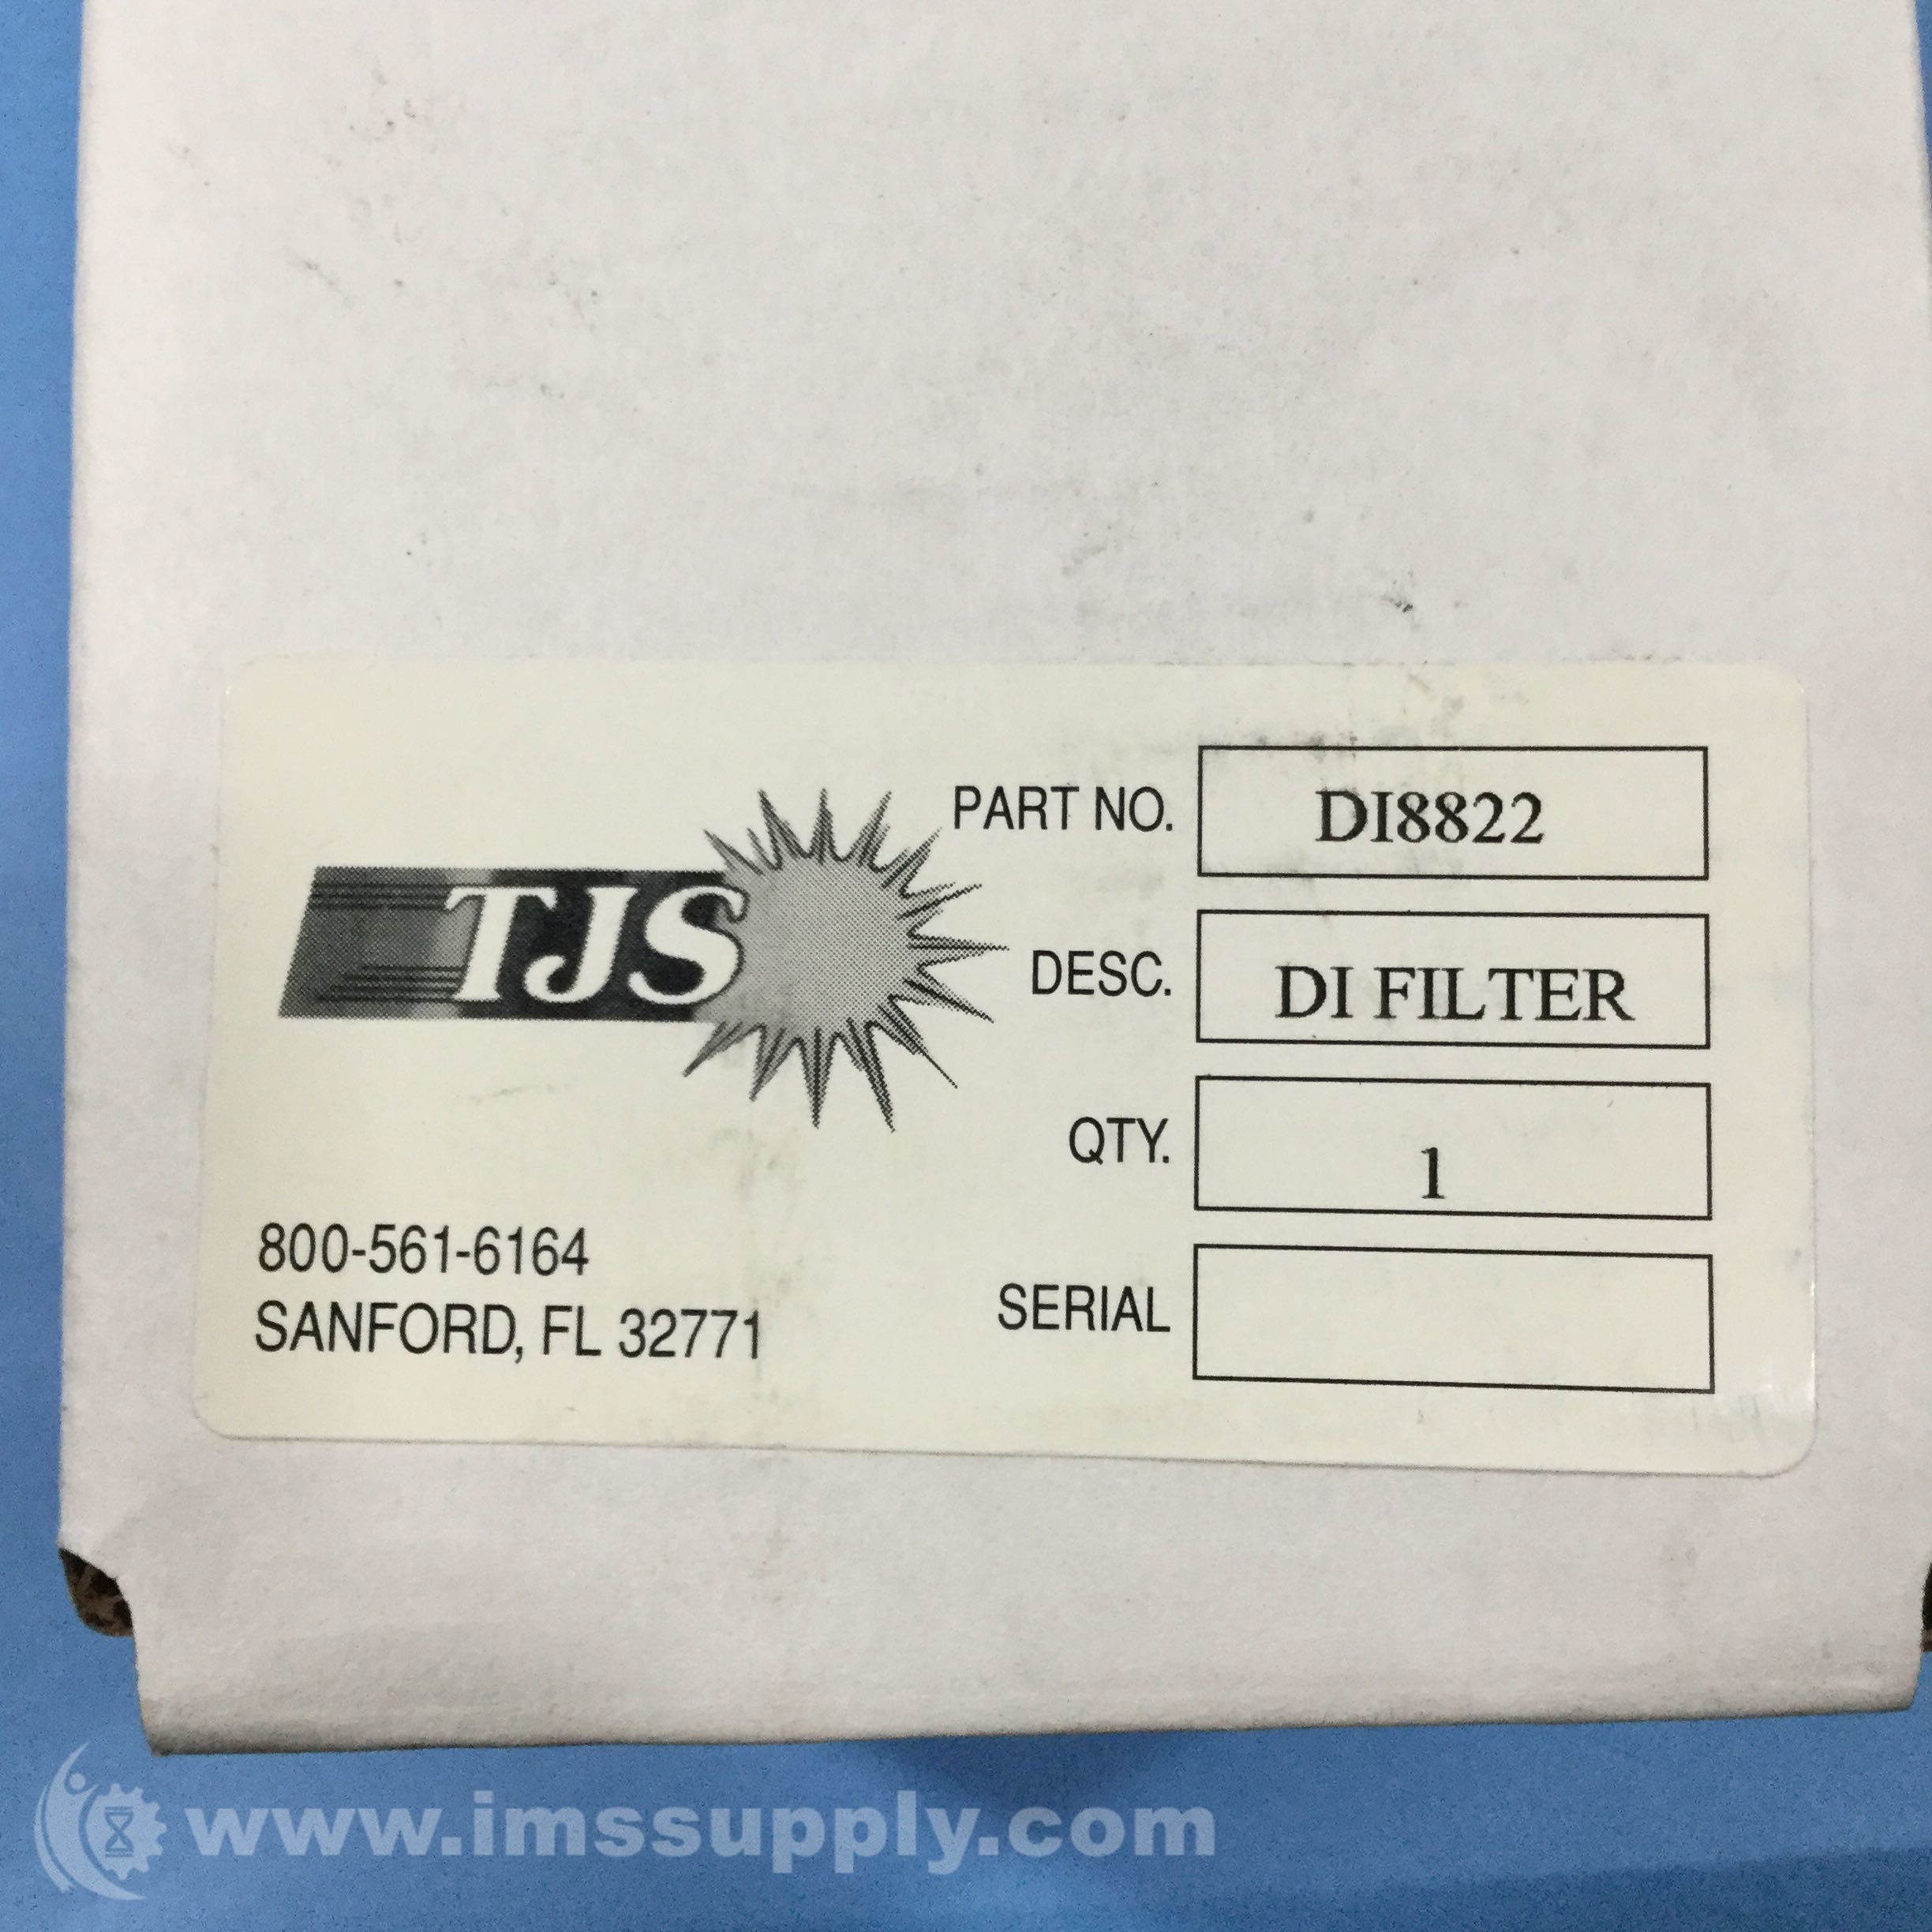 TJS
PART NO. DI8822
DESC. DI FILTER
QTY. 1
SERIAL
800-561-6164
SANFORD, FL 32771
www.imssupply.com